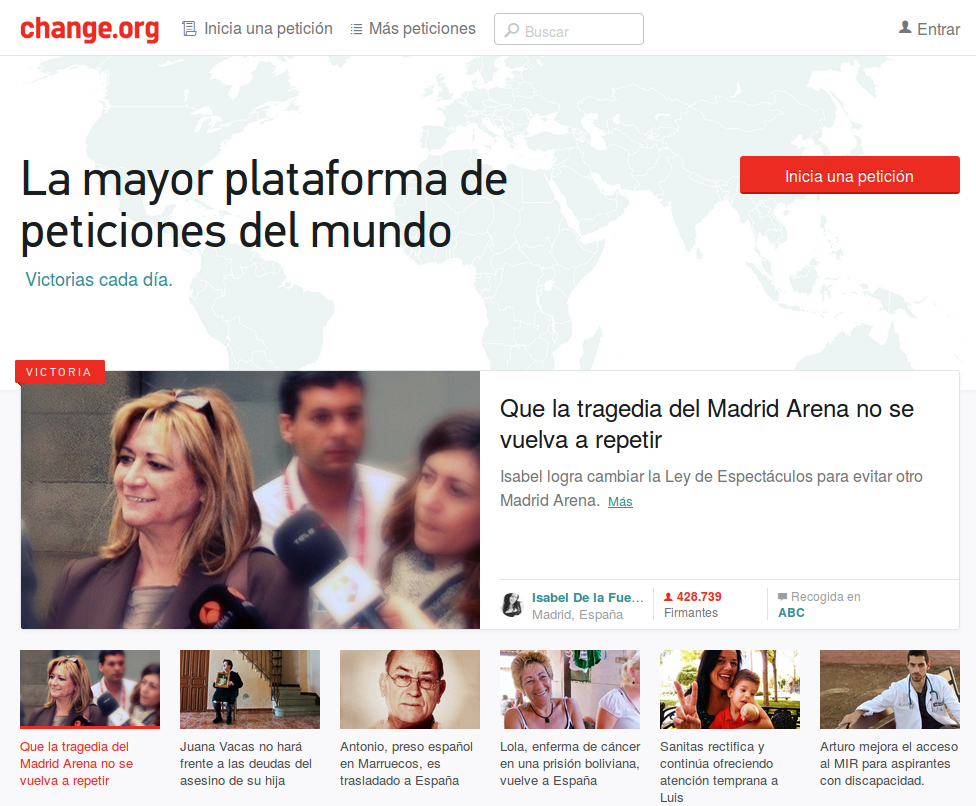 change.org
Inicia una petición
Más peticiones
Buscar
Entrar
La mayor plataforma de
peticiones del mundo
Inicia una petición
Victorias cada día.
VICTORIA
Que la tragedia del Madrid Arena no se
vuelva a repetir
Isabel logra cambiar la Ley de Espectáculos para evitar otro
Madrid Arena. Más
Isabel De la Fue...
Madrid, España
428.739
Firmantes
Recogida en
ABC
Que la tragedia del
Madrid Arena no se
vuelva a repetir
Juana Vacas no hará
frente a las deudas del
asesino de su hija
Antonio, preso español
en Marruecos, es
trasladado a España
Lola, enferma de cáncer
en una prisión boliviana,
vuelve a España
Sanitas rectifica y
continúa ofreciendo
atención temprana a
Luis
Arturo mejora el acceso
al MIR para aspirantes
con discapacidad.